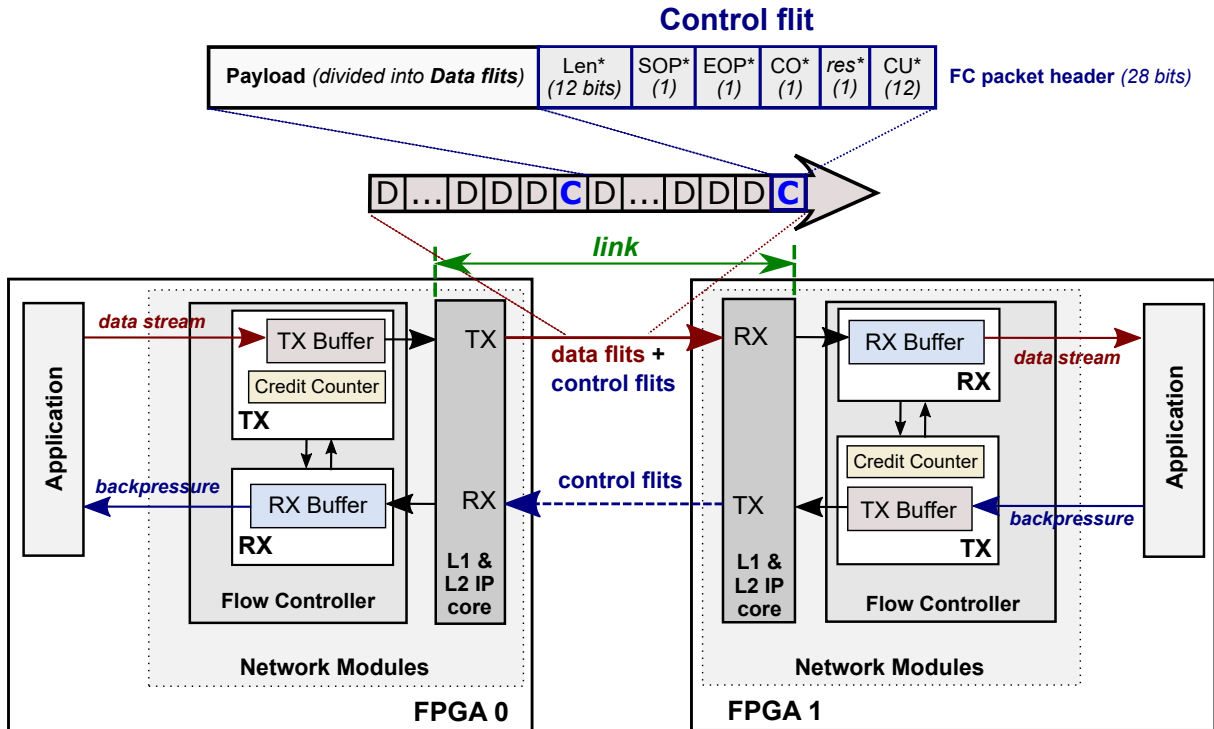 Control flit
Payload (divided into Data flits)
Len*
(12 bits)
SOP*
(1)
EOP*
(1)
CO*
(1)
res*
(1)
CU*
(12)
FC packet header (28 bits)
D ... D D D C D ... D D D C
link
Application
data stream
TX Buffer
Credit Counter
TX
backpressure
RX Buffer
RX
Flow Controller
TX
RX
L1 &
L2 IP
core
Network Modules
FPGA 0
data flits +
control flits
control flits
RX
TX
L1 &
L2 IP
core
RX Buffer
RX
data stream
Credit Counter
TX Buffer
TX
backpressure
Flow Controller
Network Modules
Application
FPGA 1